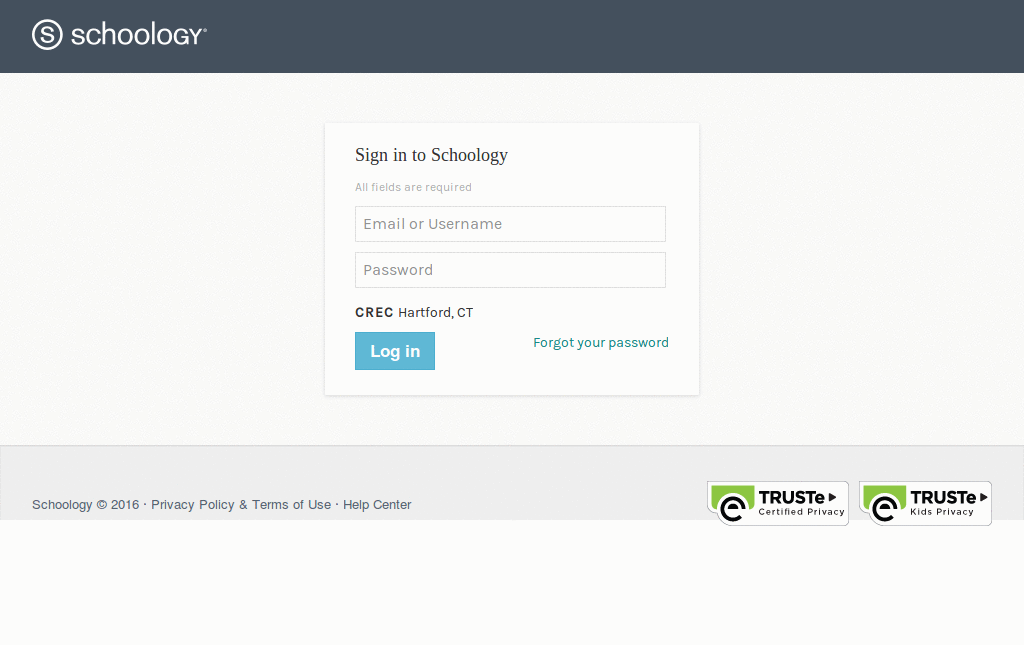 S schoology®
Sign in to Schoology
All fields are required
Email or Username
Password
CREC Hartford, CT
Log in
Forgot your password
Schoology © 2016 · Privacy Policy & Terms of Use · Help Center
e TRUSTe
Certified Privacy
e TRUSTe
Kids Privacy